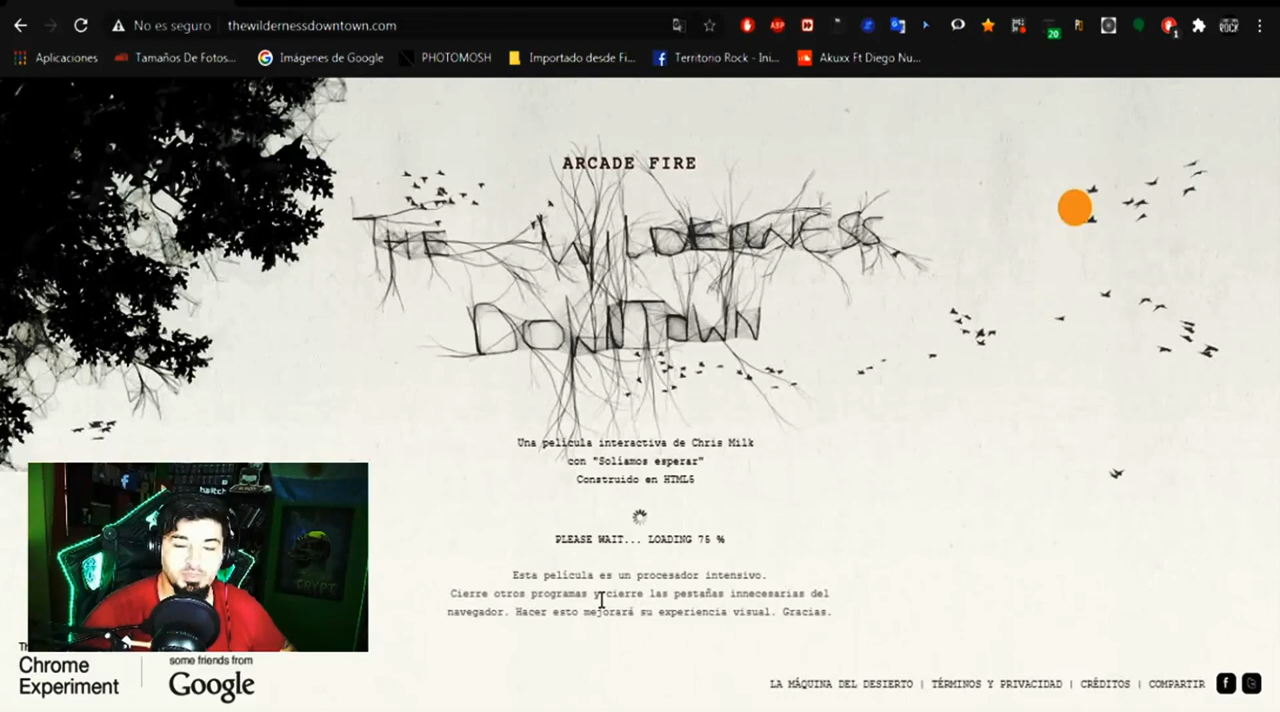 No es seguro
thewildernessdowntown.com
Aplicaciones
Tamaños De Fotos...
Imágenes de Google
PHOTOMOSH
Importado desde Fi...
Territorio Rock - Ini...
Akuxx Ft Diego Nu...
20
1
ARCADE FIRE
THE WILDERNESS
DOWNTOWN
Una película interactiva de Chris Milk
con "Solíamos esperar"
Construido en HTML5
PLEASE WAIT... LOADING 75 %
Esta película es un procesador intensivo.
Cierre otros programas y cierre las pestañas innecesarias del
navegador. Hacer esto mejorará su experiencia visual. Gracias.
Chrome
Experiment
some friends from
Google
LA MÁQUINA DEL DESIERTO | TÉRMINOS Y PRIVACIDAD | CRÉDITOS | COMPARTIR